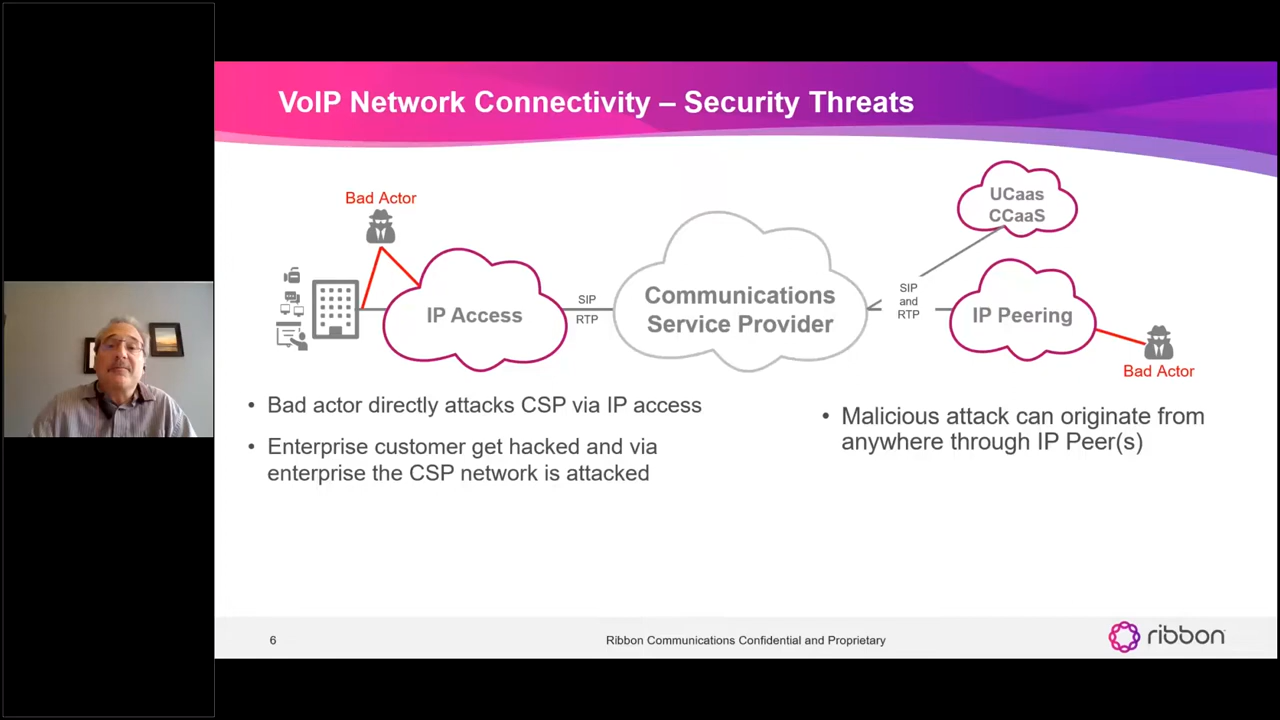 VoIP Network Connectivity – Security Threats
Bad Actor
UCaas
CCaaS
IP Access
SIP
RTP
Communications
Service Provider
SIP
and
RTP
IP Peering
Bad Actor
• Bad actor directly attacks CSP via IP access
• Enterprise customer get hacked and via
enterprise the CSP network is attacked
• Malicious attack can originate from
anywhere through IP Peer(s)
6
Ribbon Communications Confidential and Proprietary
ribbon